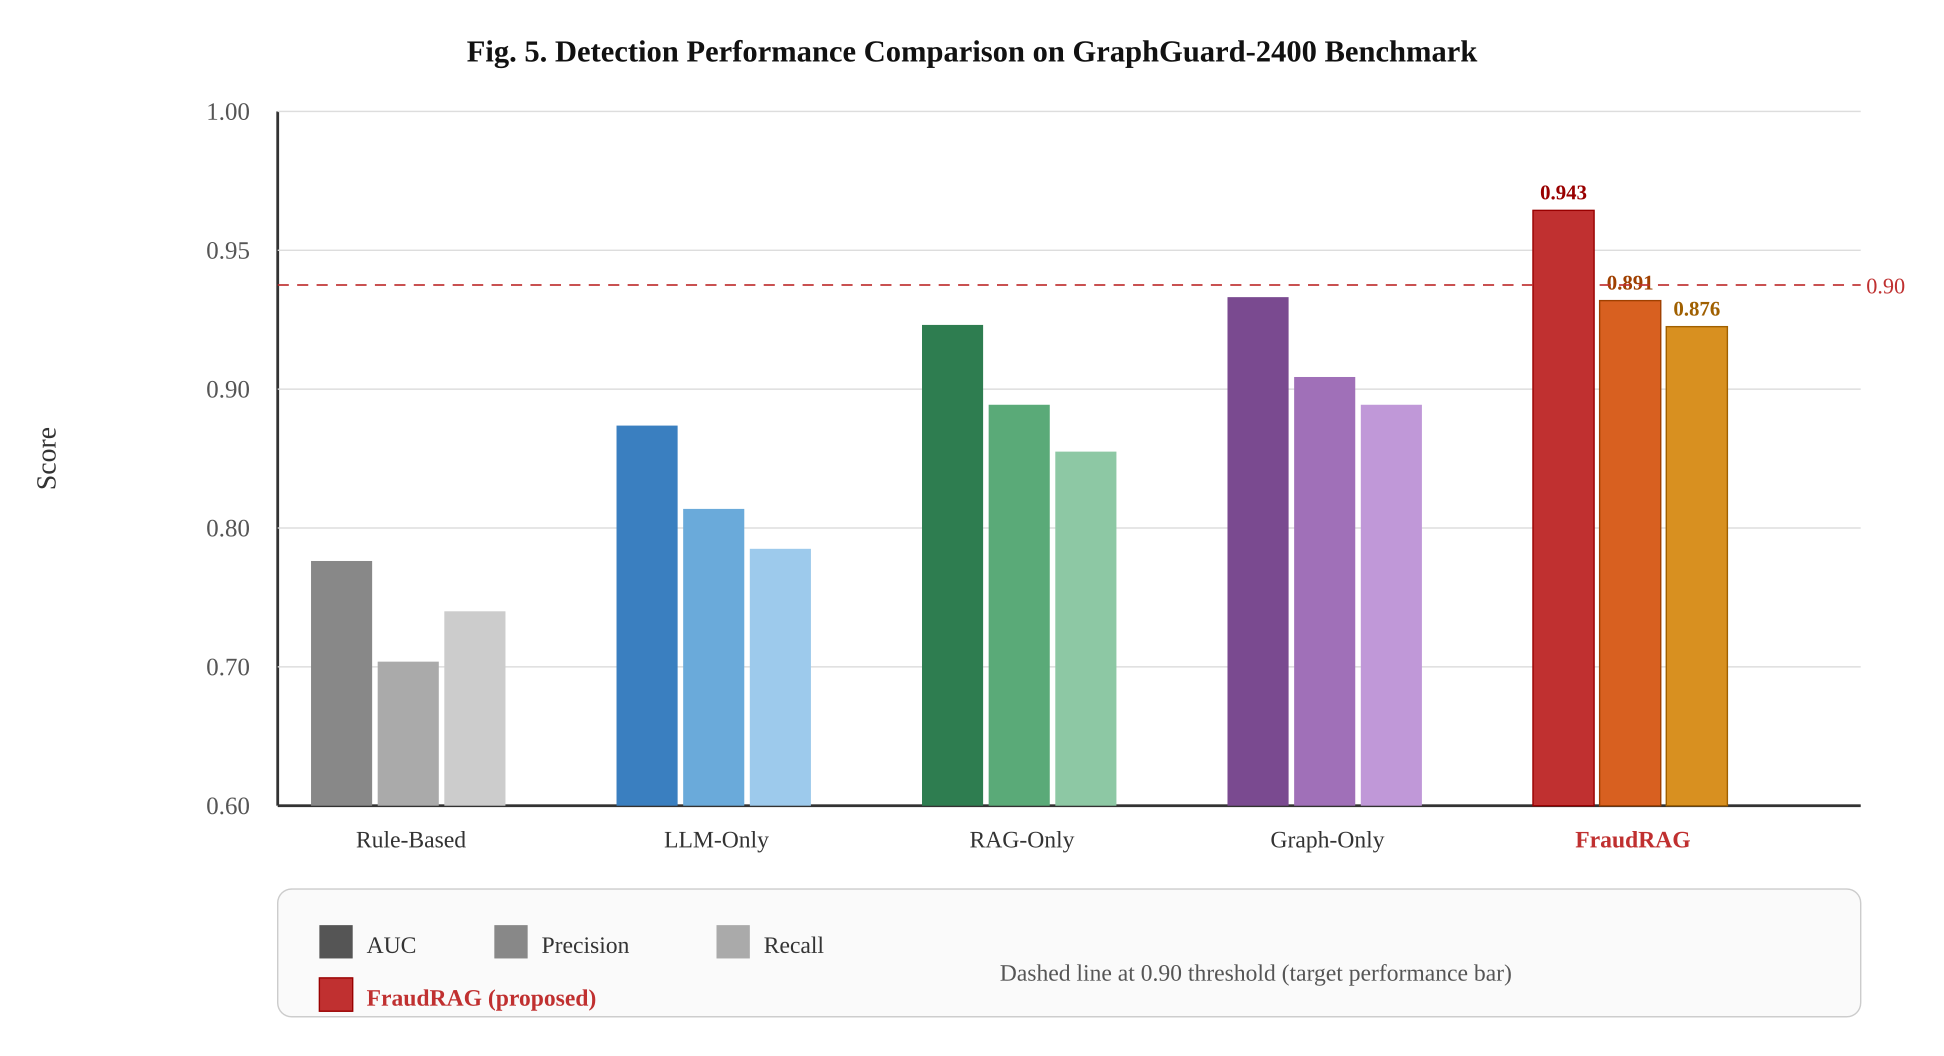 Fig. 5. Detection Performance Comparison on GraphGuard-2400 Benchmark
1.00
0.95
0.90
0.80
0.70
0.60
Score
0.943
0.891
0.876
0.90
Rule-Based
LLM-Only
RAG-Only
Graph-Only
FraudRAG
AUC
Precision
Recall
FraudRAG (proposed)
Dashed line at 0.90 threshold (target performance bar)